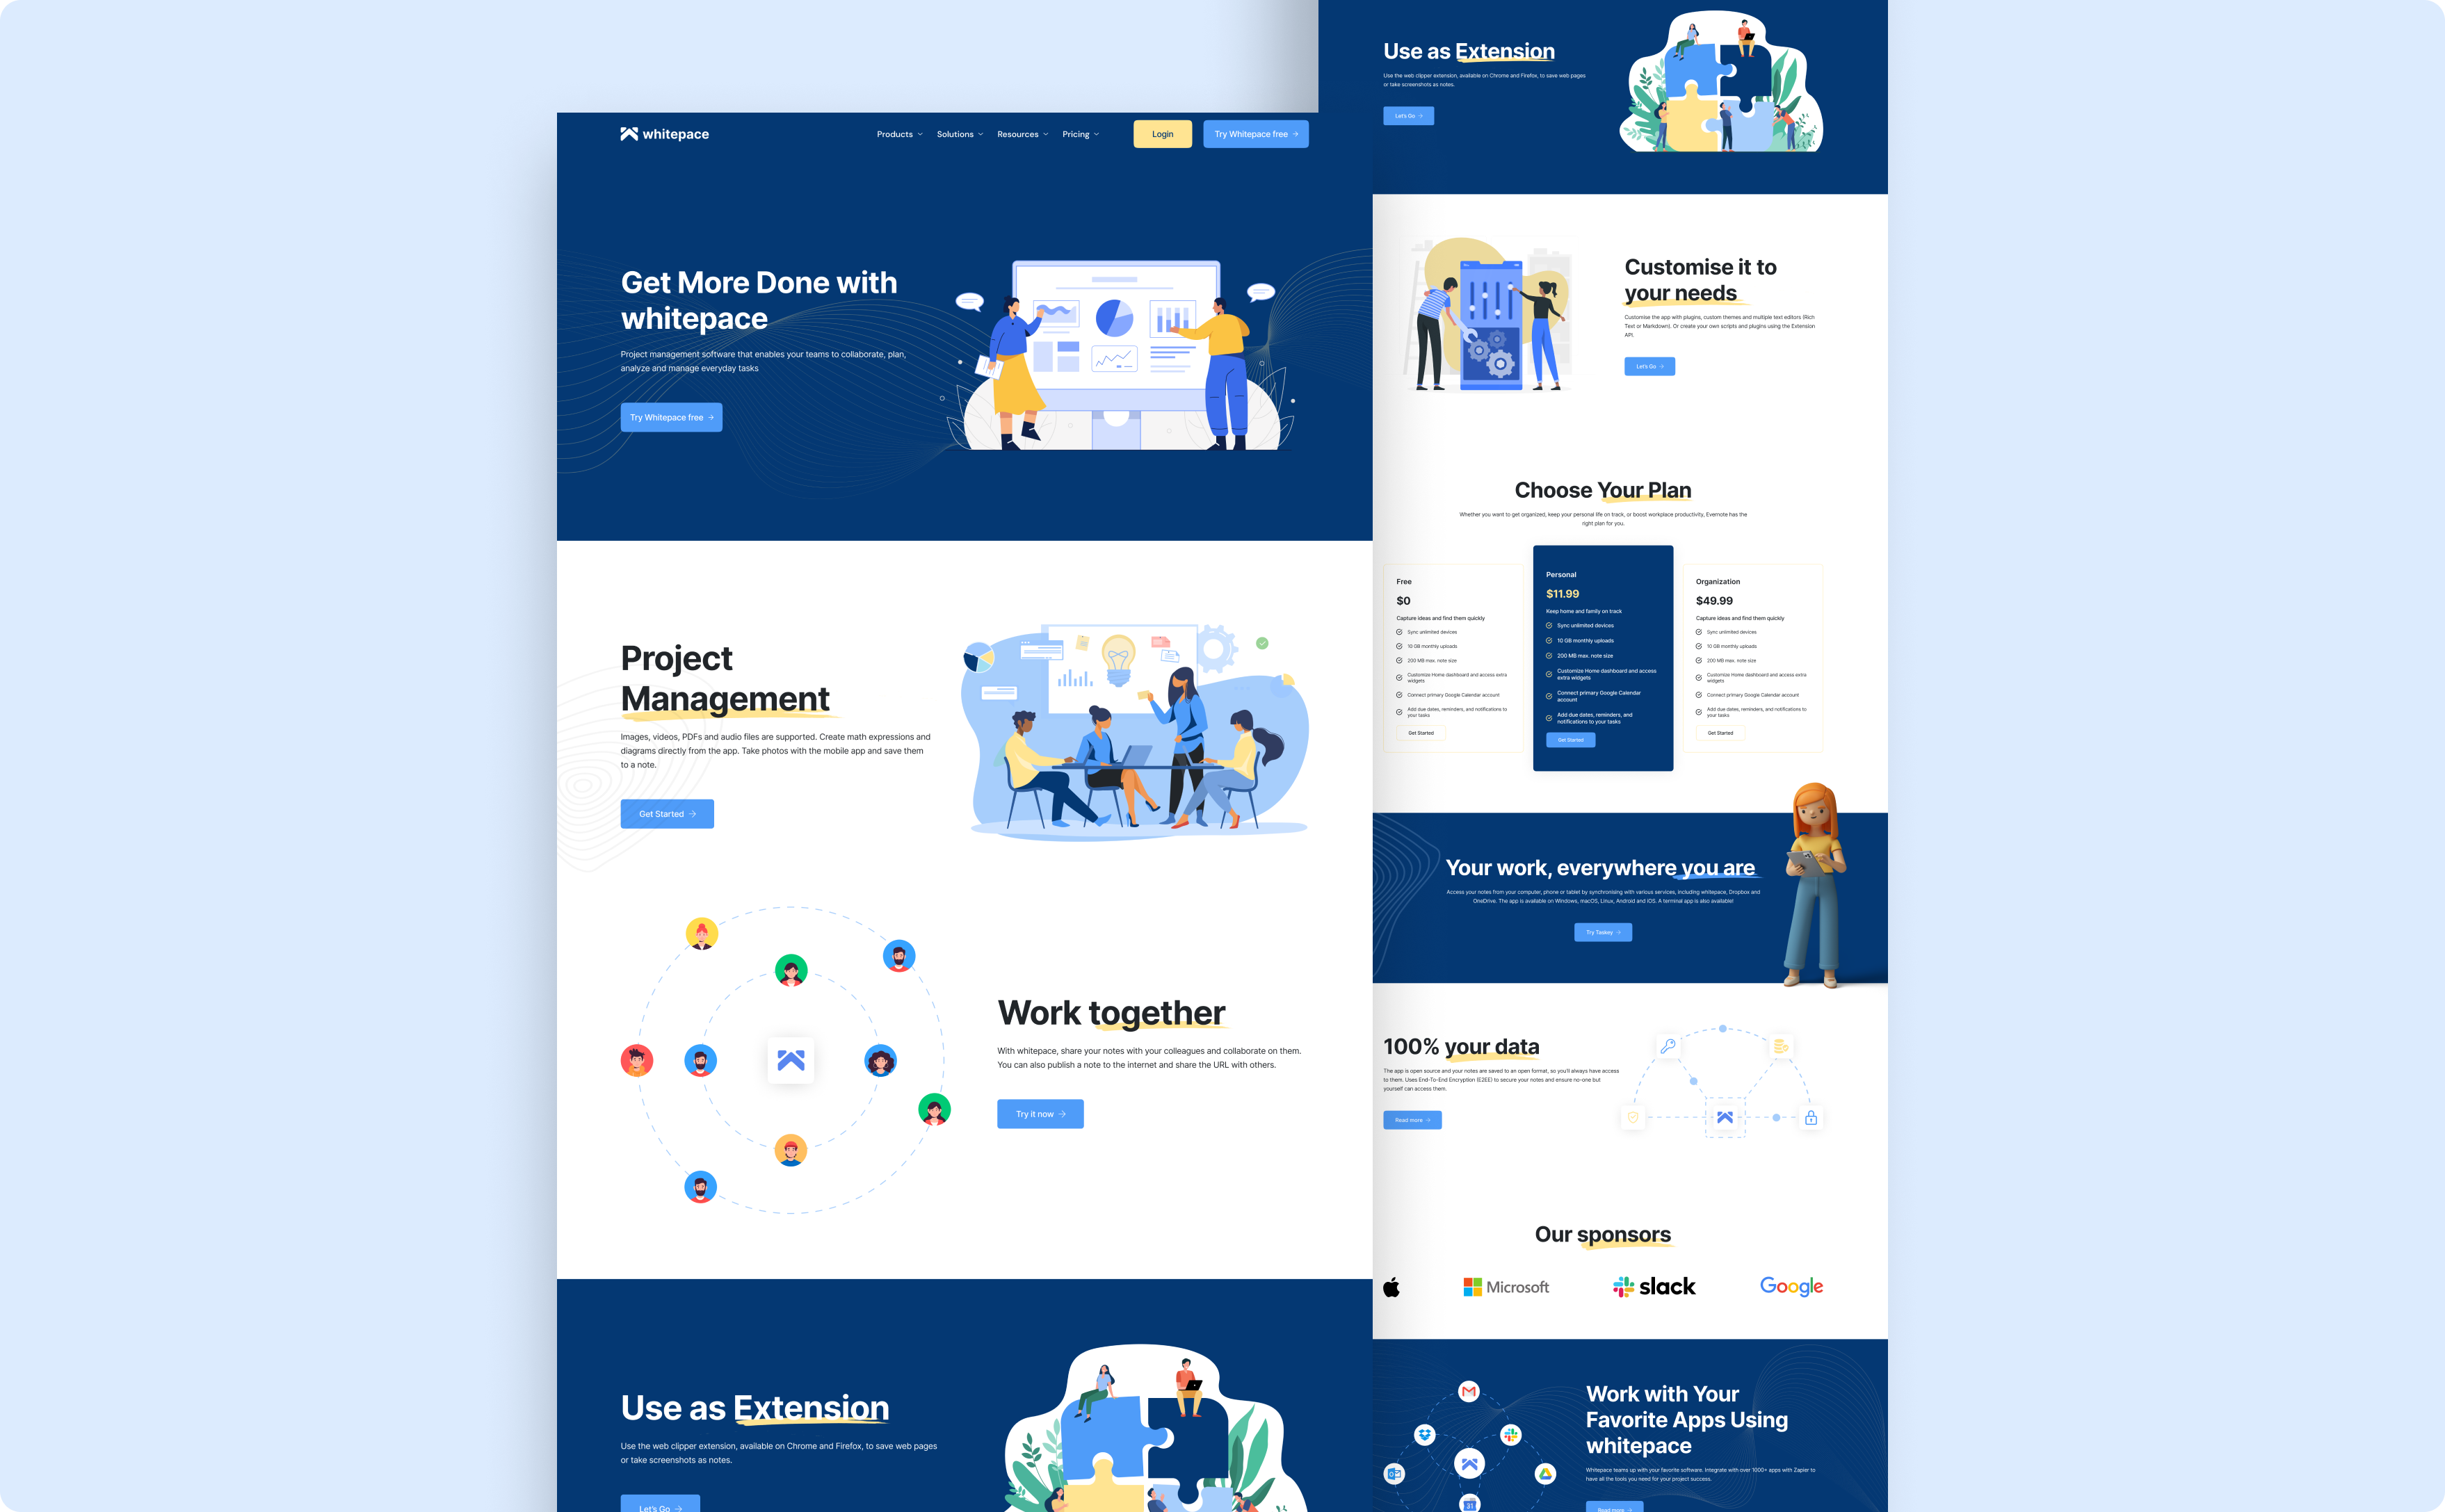 whitepace
Products
Solutions
Resources
Pricing
Login
Try Whitepace free
Get More Done with
whitepace
Project management software that enables your teams to collaborate, plan,
analyze and manage everyday tasks
Try Whitepace free
Project
Management
Images, videos, PDFs and audio files are supported. Create math expressions and
diagrams directly from the app. Take photos with the mobile app and save them
to a note.
Get Started
Work together
With whitepace, share your notes with your colleagues and collaborate on them.
You can also publish a note to the internet and share the URL with others.
Try it now
Use as Extension
Use the web clipper extension, available on Chrome and Firefox, to save web pages
or take screenshots as notes.
Let's Go
Use as Extension
Use the web clipper extension, available on Chrome and Firefox, to save web pages
or take screenshots as notes.
Let's Go
Customise it to
your needs
Customise the app with plugins, custom themes and multiple text editors (Rich
Text or Markdown). Or create your own scripts and plugins using the Extension
API.
Let's Go
Choose Your Plan
Whether you want to get organized, keep your personal life on track, or boost workplace productivity, Evernote has the
right plan for you.
Free
$0
Capture ideas and find them quickly
Sync unlimited devices
10 GB monthly uploads
200 MB max. note size
Customize Home dashboard and access extra
widgets
Connect primary Google Calendar account
Add due dates, reminders, and notifications to
your tasks
Get Started
Personal
$11.99
Keep home and family on track
Sync unlimited devices
10 GB monthly uploads
200 MB max. note size
Customize Home dashboard and access
extra widgets
Connect primary Google Calendar
account
Add due dates, reminders, and
notifications to your tasks
Get Started
Organization
$49.99
Capture ideas and find them quickly
Sync unlimited devices
10 GB monthly uploads
200 MB max. note size
Customize Home dashboard and access extra
widgets
Connect primary Google Calendar account
Add due dates, reminders, and notifications to
your tasks
Get Started
Your work, everywhere you are
Access your notes from your computer, phone or tablet by synchronising with various services, including whitepace, Dropbox and
OneDrive. The app is available on Windows, macOS, Linux, Android and iOS. A terminal app is also available!
Try Taskey
100% your data
The app is open source and your notes are saved to an open format, so you'll always have access
to them. Uses End-To-End Encryption (E2EE) to secure your notes and ensure no-one but
yourself can access them.
Read more
Our sponsors
Microsoft
slack
Google
31
Work with Your
Favorite Apps Using
whitepace
Whitepace teams up with your favorite software. Integrate with over 1000+ apps with Zapier to
have all the tools you need for your project success.
Read more